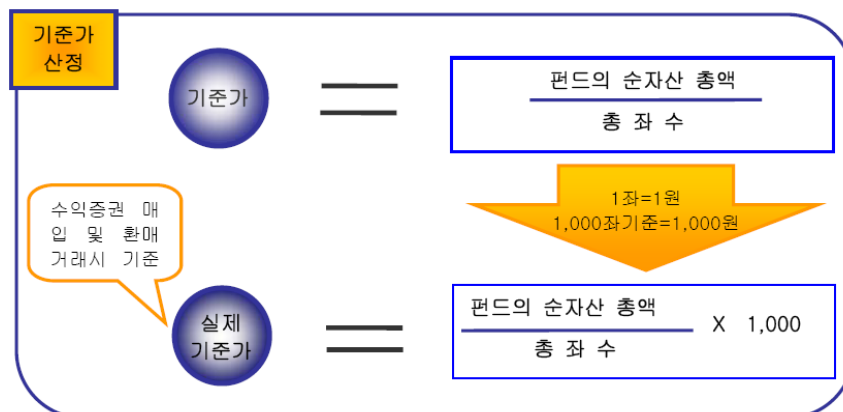 기준가
산정
기준가
펀드의 순자산 총액
총 좌 수
1좌=1원
1,000좌기준=1,000원
수익증권 매
입 및 환매
거래시 기준
실제
기준가
펀드의 순자산 총액
총 좌 수
X 1,000